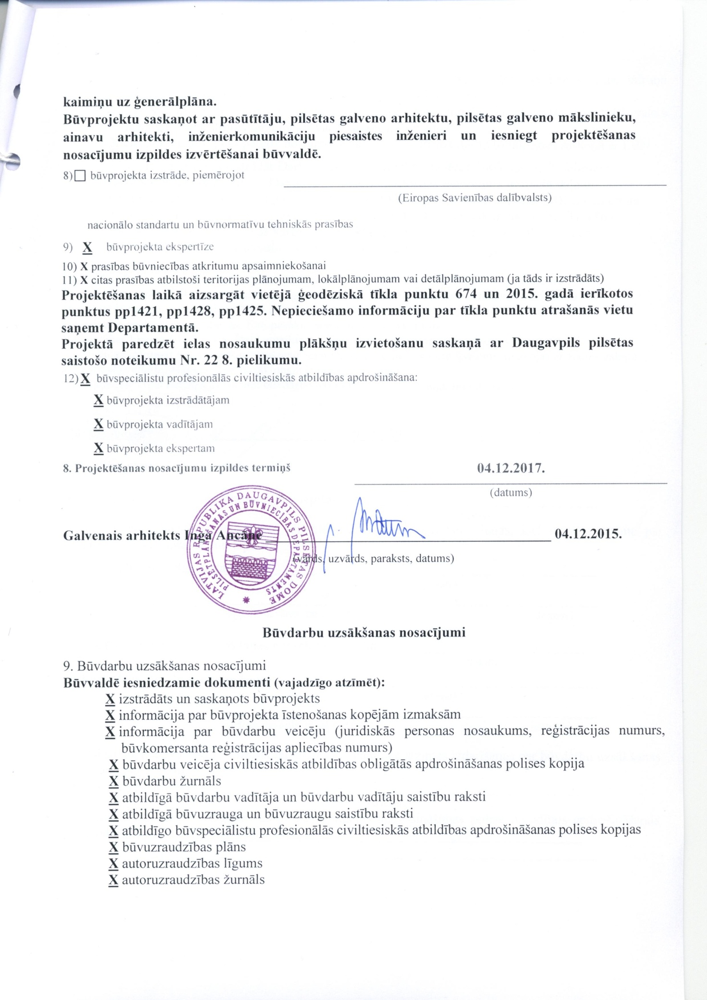 kaimiņu uz ģenerālplāna.
Būvprojektu saskaņot ar pasūtītāju, pilsētas galveno arhitektu, pilsētas galveno mākslinieku,
ainavu arhitekti, inženierkomunikāciju piesaistes inženieri un iesniegt projektēšanas
nosacījumu izpildes izvērtēšanai būvvaldē.
8) ☐ būvprojekta izstrāde, piemērojot
(Eiropas Savienības dalībvalsts)
nacionālo standartu un būvnormatīvu tehniskās prasības
9) X būvprojekta ekspertīze
10) X prasības būvniecības atkritumu apsaimniekošanai
11) X citas prasības atbilstoši teritorijas plānojumam, lokālplānojumam vai detālplānojumam (ja tāds ir izstrādāts)
Projektēšanas laikā aizsargāt vietējā ģeodēziskā tīkla punktu 674 un 2015. gadā ierīkotos
punktus pp1421, pp1428, pp1425. Nepieciešamo informāciju par tīkla punktu atrašanās vietu
saņemt Departamentā.
Projektā paredzēt ielas nosaukumu plākšņu izvietošanu saskaņā ar Daugavpils pilsētas
saistošo noteikumu Nr. 22 8. pielikumu.
12) X būvspeciālistu profesionālās civiltiesiskās atbildības apdrošināšana:
X būvprojekta izstrādātājam
X būvprojekta vadītājam
X būvprojekta ekspertam
8. Projektēšanas nosacījumu izpildes termiņš 04.12.2017.
(datums)
LATVIJAS REPUBLIKA DAUGAVPILS PILSĒTAS DOME
PILSĒTPLĀNOŠANAS UN BŪVNIECĪBAS DEPARTAMENTS
Galvenais arhitekts Inga Ancāne 04.12.2015.
(vārds, uzvārds, paraksts, datums)
Būvdarbu uzsākšanas nosacījumi
9. Būvdarbu uzsākšanas nosacījumi
Būvvaldē iesniedzamie dokumenti (vajadzīgo atzīmēt):
X izstrādāts un saskaņots būvprojekts
X informācija par būvprojekta īstenošanas kopējām izmaksām
X informācija par būvdarbu veicēju (juridiskās personas nosaukums, reģistrācijas numurs,
būvkomersanta reģistrācijas apliecības numurs)
X būvdarbu veicēja civiltiesiskās atbildības obligātās apdrošināšanas polises kopija
X būvdarbu žurnāls
X atbildīgā būvdarbu vadītāja un būvdarbu vadītāju saistību raksti
X atbildīgā būvuzrauga un būvuzraugu saistību raksti
X atbildīgo būvspeciālistu profesionālās civiltiesiskās atbildības apdrošināšanas polises kopijas
X būvuzraudzības plāns
X autoruzraudzības līgums
X autoruzraudzības žurnāls